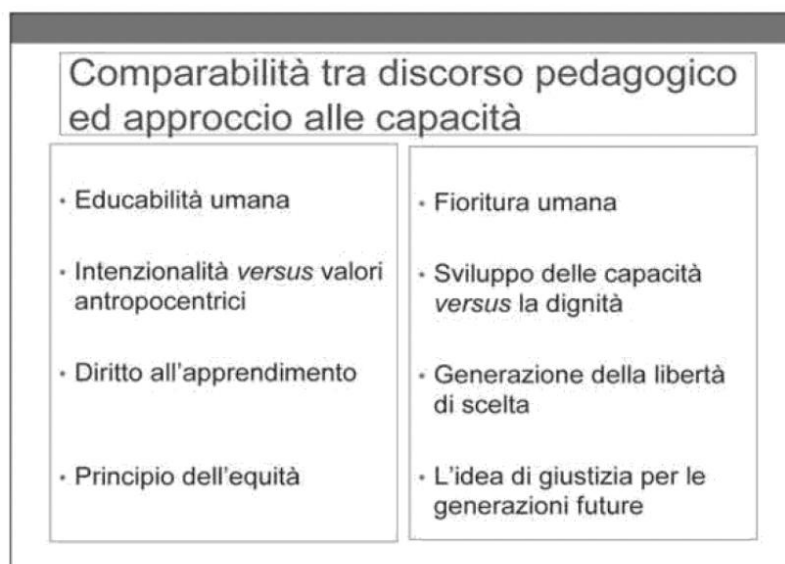 Comparabilità tra discorso pedagogico
ed approccio alle capacità
• Educabilità umana
• Intenzionalità versus valori
antropocentrici
• Diritto all'apprendimento
• Principio dell'equità
• Fioritura umana
• Sviluppo delle capacità
versus la dignità
• Generazione della libertà
di scelta
• L'idea di giustizia per le
generazioni future